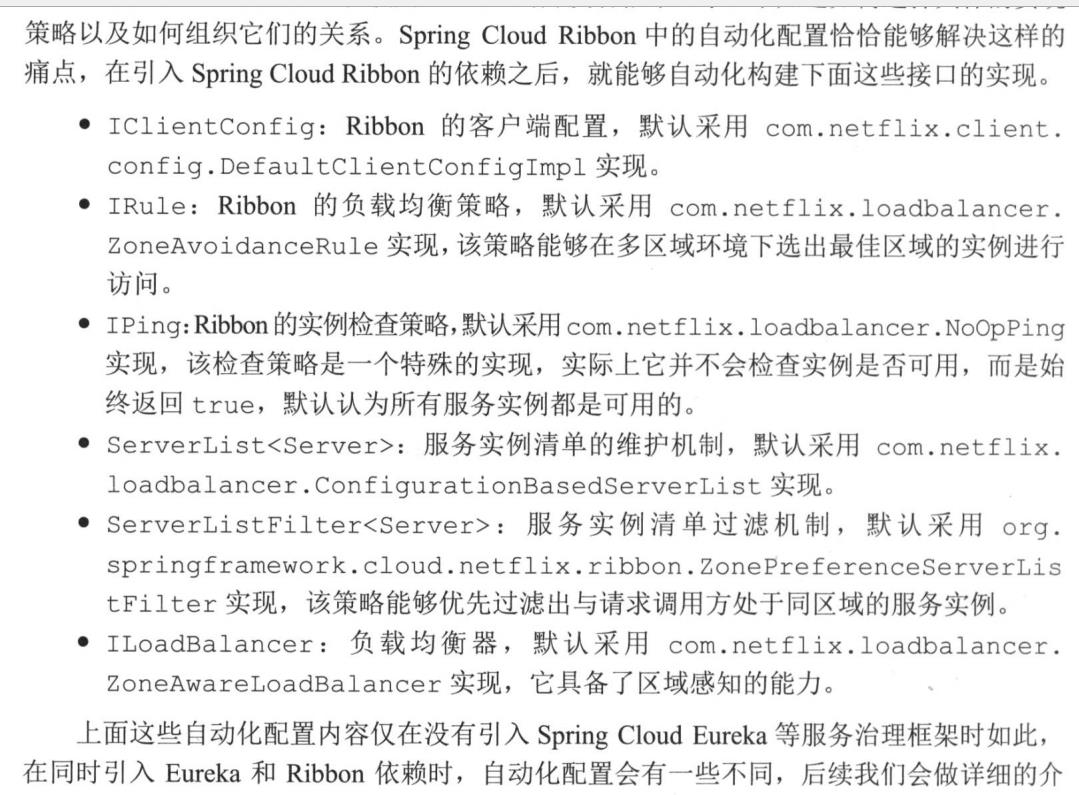 策略以及如何组织它们的关系。Spring Cloud Ribbon 中的自动化配置恰恰能够解决这样的
痛点，在引入 Spring Cloud Ribbon 的依赖之后，就能够自动化构建下面这些接口的实现。
● IClientConfig：Ribbon 的客户端配置，默认采用 com.netflix.client.
config.DefaultClientConfigImpl 实现。
● IRule：Ribbon 的负载均衡策略，默认采用 com.netflix.loadbalancer.
ZoneAvoidanceRule 实现，该策略能够在多区域环境下选出最佳区域的实例进行
访问。
● IPing:Ribbon 的实例检查策略，默认采用 com.netflix.loadbalancer.NoOpPing
实现，该检查策略是一个特殊的实现，实际上它并不会检查实例是否可用，而是始
终返回 true，默认认为所有服务实例都是可用的。
● ServerList<Server>：服务实例清单的维护机制，默认采用 com.netflix.
loadbalancer.ConfigurationBasedServerList 实现。
● ServerListFilter<Server>：服务实例清单过滤机制，默认采用 org.
springframework.cloud.netflix.ribbon.ZonePreferenceServerLis
tFilter 实现，该策略能够优先过滤出与请求调用方处于同区域的服务实例。
● ILoadBalancer：负载均衡器，默认采用 com.netflix.loadbalancer.
ZoneAwareLoadBalancer 实现，它具备了区域感知的能力。
上面这些自动化配置内容仅在没有引入 Spring Cloud Eureka 等服务治理框架时如此，
在同时引入 Eureka 和 Ribbon 依赖时，自动化配置会有一些不同，后续我们会做详细的介